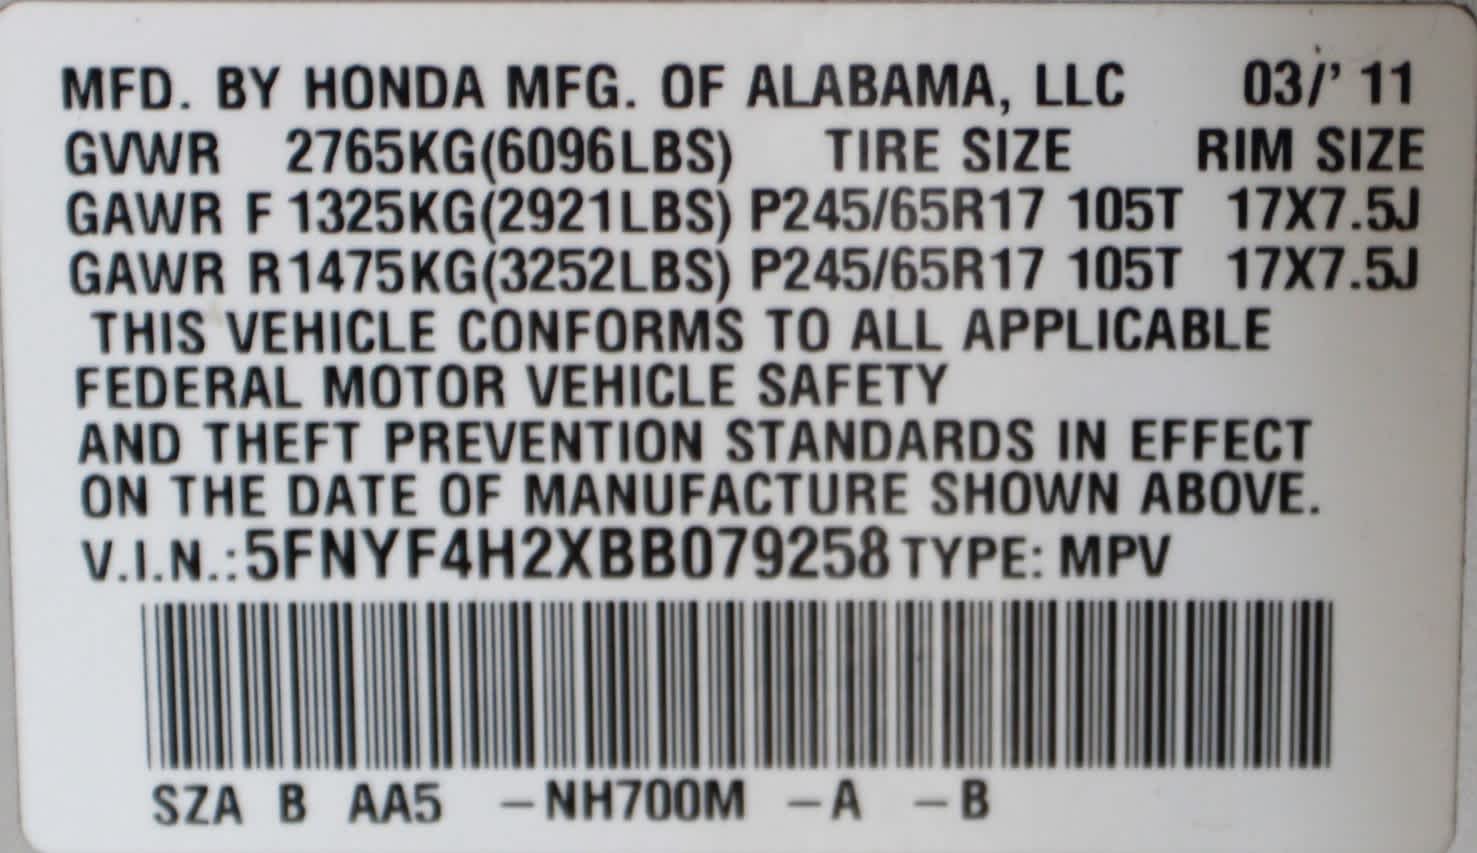 MFD. BY HONDA MFG. OF ALABAMA, LLC 03/' 11
GVWR 2765KG(6096LBS) TIRE SIZE RIM SIZE
GAWR F 1325KG(2921LBS) P245/65R17 105T 17X7.5J
GAWR R 1475KG(3252LBS) P245/65R17 105T 17X7.5J
THIS VEHICLE CONFORMS TO ALL APPLICABLE
FEDERAL MOTOR VEHICLE SAFETY
AND THEFT PREVENTION STANDARDS IN EFFECT
ON THE DATE OF MANUFACTURE SHOWN ABOVE.
V.I.N.:5FNYF4H2XBB079258 TYPE: MPV
SZA B AA5 –NH700M –A –B